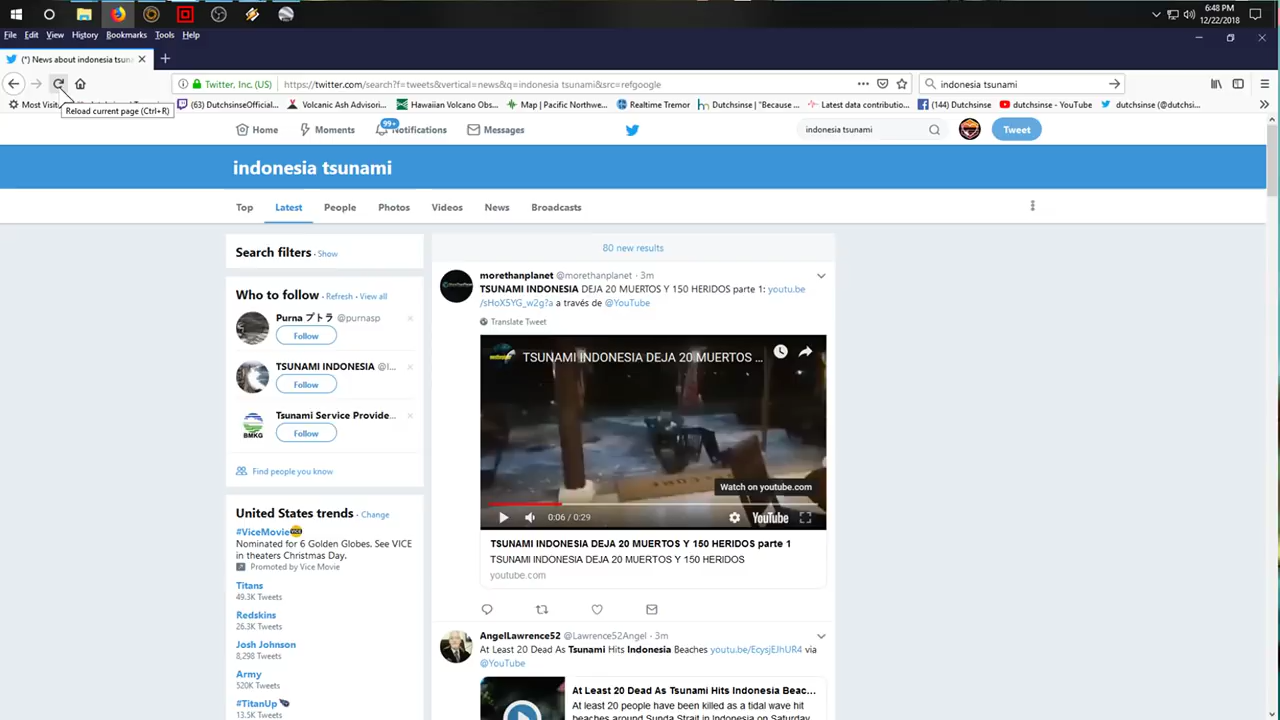 6:48 PM
12/22/2018
File Edit View History Bookmarks Tools Help
(*) News about indonesia tsun
Twitter, Inc. (US) https://twitter.com/search?f=tweets&vertical=news&q=indonesia tsunami&src=refgoogle indonesia tsunami
Most Visi (63) DutchsinseOfficial... Volcanic Ash Advisori... Hawaiian Volcano Obs... Map | Pacific Northwe... Realtime Tremor Dutchsinse | "Because ... Latest data contributio... (144) Dutchsinse dutchsinse - YouTube dutchsinse (@dutchsi...
Reload current page (Ctrl+R)
Home Moments 99+ Notifications Messages indonesia tsunami Tweet
indonesia tsunami
Top Latest People Photos Videos News Broadcasts
Search filters · Show
Who to follow · Refresh · View all
Purna プトラ @purnasp
Follow
TSUNAMI INDONESIA @I...
Follow
Tsunami Service Provide...
BMKG
Follow
Find people you know
United States trends · Change
#ViceMovie
Nominated for 6 Golden Globes. See VICE
in theaters Christmas Day.
Promoted by Vice Movie
Titans
49.3K Tweets
Redskins
26.3K Tweets
Josh Johnson
8,298 Tweets
Army
520K Tweets
#TitanUp
13.5K Tweets
80 new results
morethanplanet @morethanplanet · 3m
TSUNAMI INDONESIA DEJA 20 MUERTOS Y 150 HERIDOS parte 1: youtu.be
/sHoX5YG_w2g?a a través de @YouTube
Translate Tweet
TSUNAMI INDONESIA DEJA 20 MUERTOS ...
Watch on youtube.com
0:06 / 0:29 YouTube
TSUNAMI INDONESIA DEJA 20 MUERTOS Y 150 HERIDOS parte 1
TSUNAMI INDONESIA DEJA 20 MUERTOS Y 150 HERIDOS
youtube.com
AngelLawrence52 @Lawrence52Angel · 3m
At Least 20 Dead As Tsunami Hits Indonesia Beaches youtu.be/EcysjEJhUR4 via
@YouTube
At Least 20 Dead As Tsunami Hits Indonesia Beac...
At least 20 people have been killed as a tidal wave hit
beaches around Sunda Strait in Indonesia on Saturday